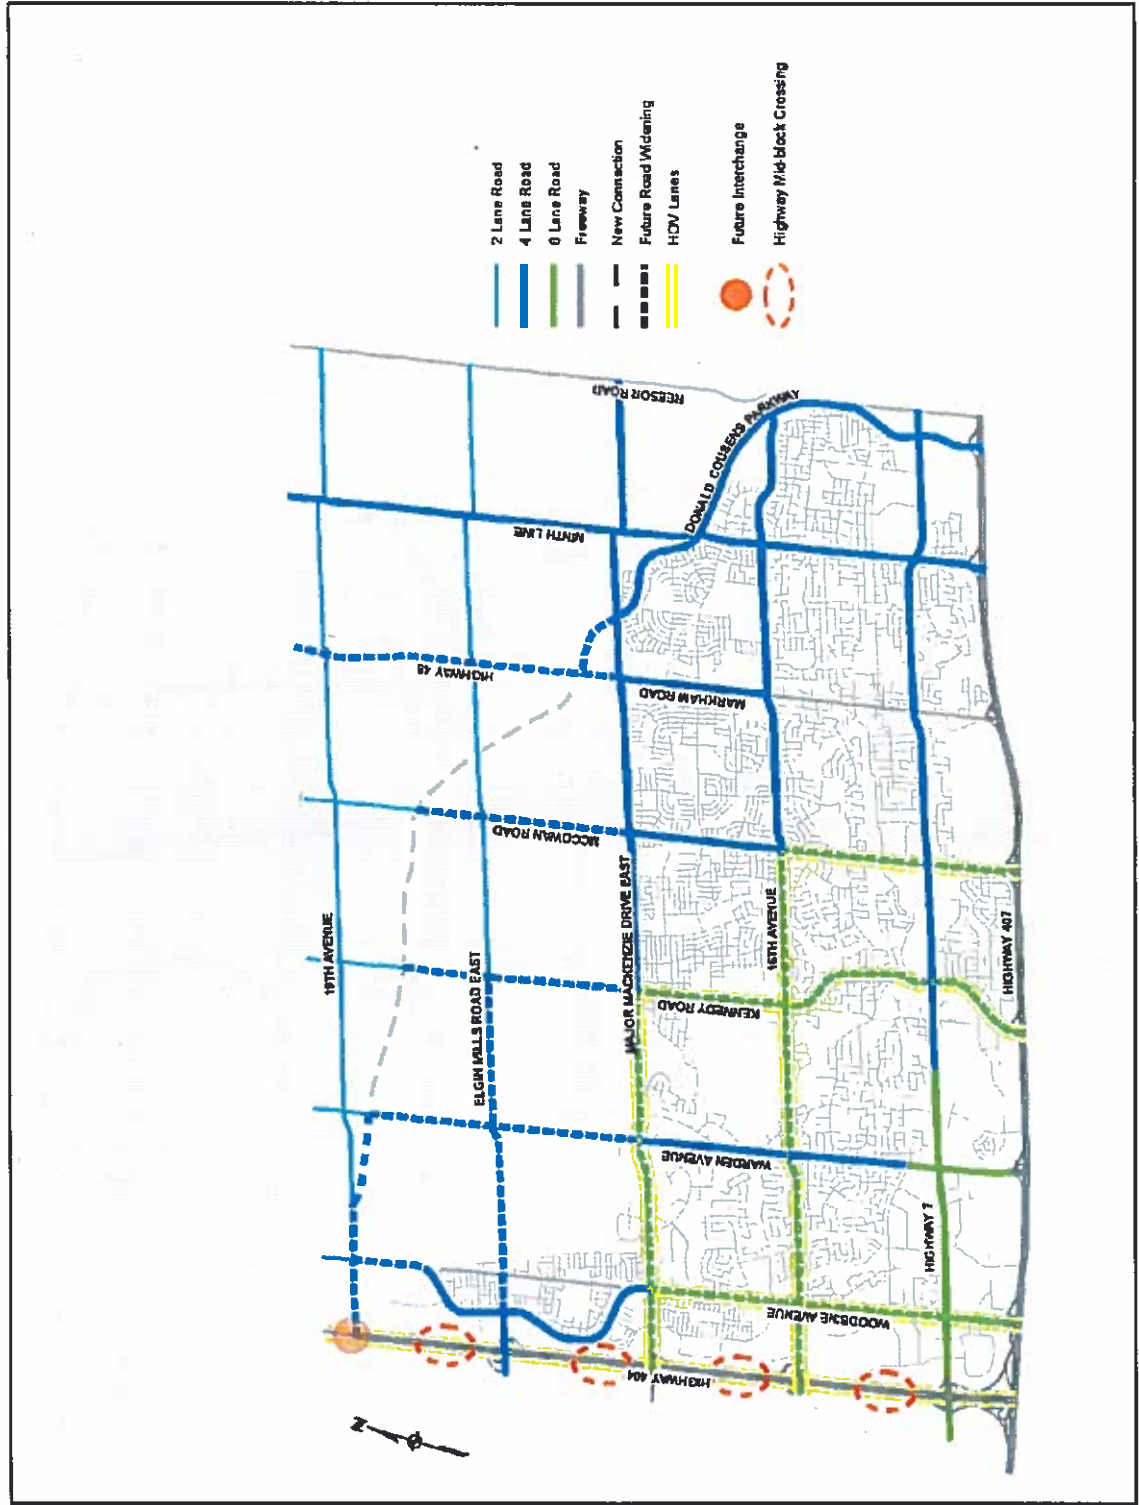 2 Lane Road
4 Lane Road
6 Lane Road
Freeway
New Connection
Future Road Widening
HOV Lanes
Future Interchange
Highway Mid-block Crossing
REESOR ROAD
DONALD COUSENS PARKWAY
NINTH LINE
HIGHWAY 48
MARKHAM ROAD
MCCOWAN ROAD
19TH AVENUE
ELGIN MILLS ROAD EAST
MAJOR MACKENZIE DRIVE EAST
16TH AVENUE
HIGHWAY 407
KENNEDY ROAD
WARDEN AVENUE
HIGHWAY 7
WOODBINE AVENUE
HIGHWAY 404
N